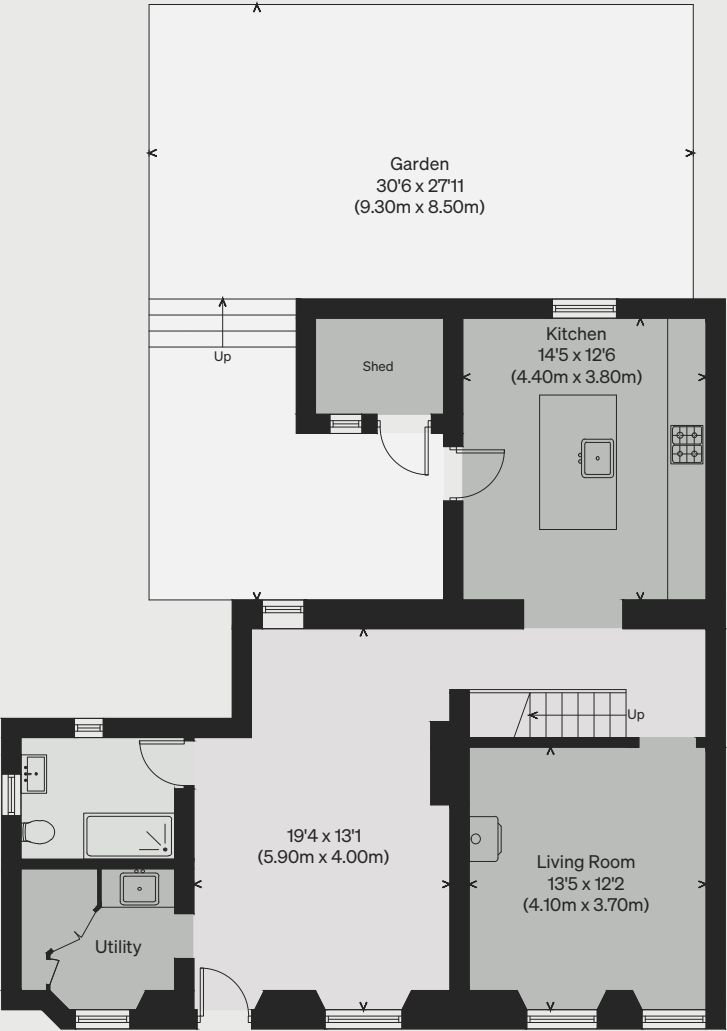 Garden
30'6 x 27'11
(9.30m x 8.50m)
Up
Shed
Kitchen
14'5 x 12'6
(4.40m x 3.80m)
Up
19'4 x 13'1
(5.90m x 4.00m)
Living Room
13'5 x 12'2
(4.10m x 3.70m)
Utility